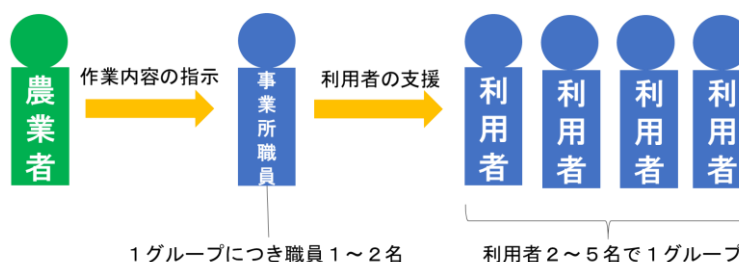 農業者
作業内容の指示
事業所職員
利用者の支援
利用者
利用者
利用者
利用者
1グループにつき職員1~2名
利用者2~5名で1グループ